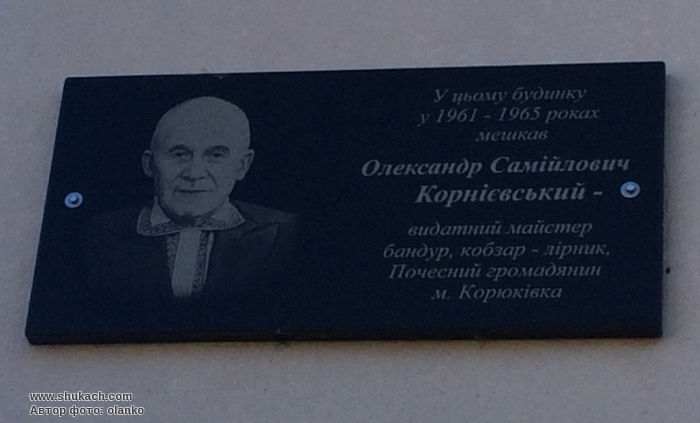 У цьому будинку
у 1961 - 1965 роках
мешкав
Олександр Самійлович
Корнієвський -
видатний майстер
бандур, кобзар - лірник,
Почесний громадянин
м. Корюківка
www.shukach.com
Автор фото: olanko